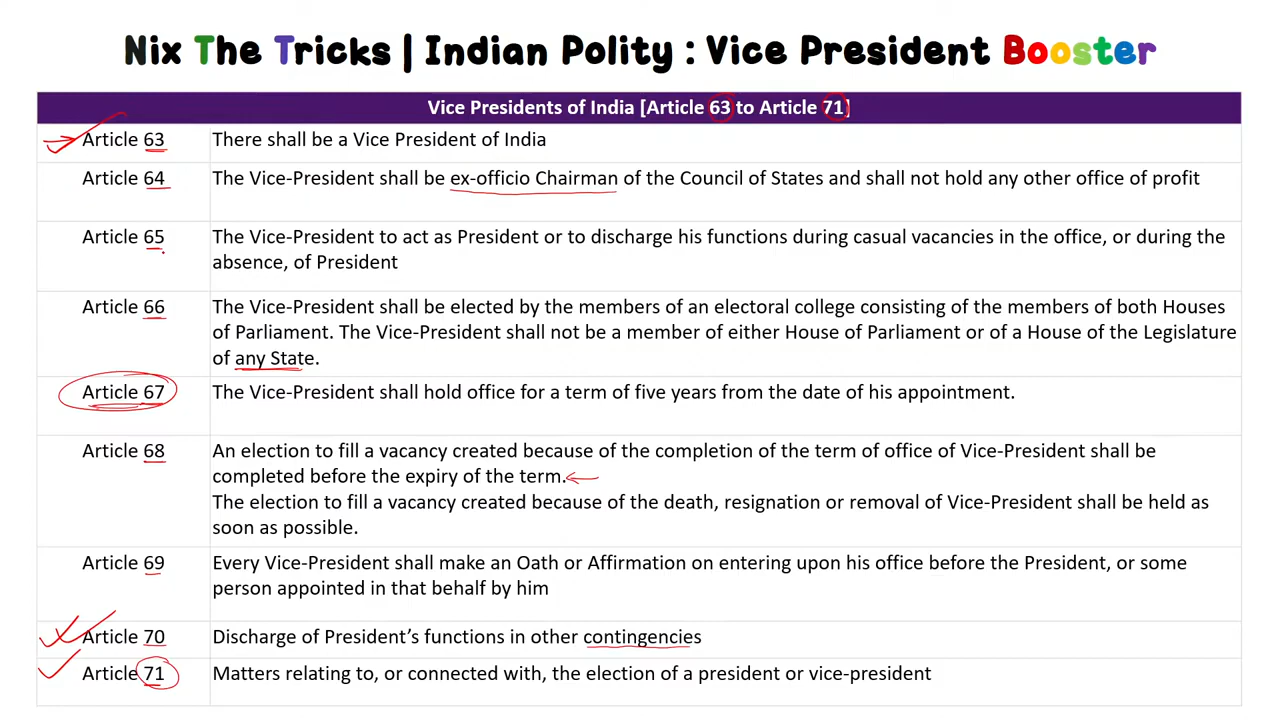 Nix The Tricks | Indian Polity : Vice President Booster
Vice Presidents of India [Article 63 to Article 71]
Article 63 There shall be a Vice President of India
Article 64 The Vice-President shall be ex-officio Chairman of the Council of States and shall not hold any other office of profit
Article 65 The Vice-President to act as President or to discharge his functions during casual vacancies in the office, or during the
absence, of President
Article 66 The Vice-President shall be elected by the members of an electoral college consisting of the members of both Houses
of Parliament. The Vice-President shall not be a member of either House of Parliament or of a House of the Legislature
of any State.
Article 67 The Vice-President shall hold office for a term of five years from the date of his appointment.
Article 68 An election to fill a vacancy created because of the completion of the term of office of Vice-President shall be
completed before the expiry of the term.
The election to fill a vacancy created because of the death, resignation or removal of Vice-President shall be held as
soon as possible.
Article 69 Every Vice-President shall make an Oath or Affirmation on entering upon his office before the President, or some
person appointed in that behalf by him
Article 70 Discharge of President’s functions in other contingencies
Article 71 Matters relating to, or connected with, the election of a president or vice-president